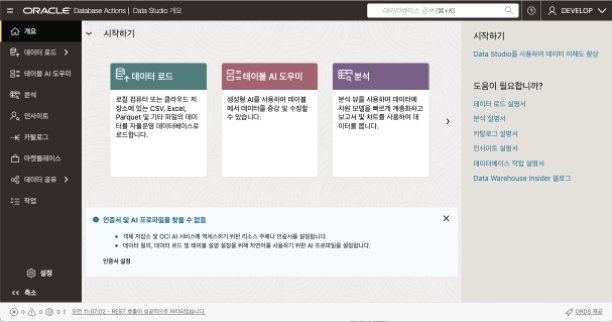 ORACLE Database Actions | Data Studio 개요
데이터베이스 검색 (⌘+K)
DEVELOP
개요
데이터 로드
테이블 AI 도우미
분석
인사이트
카탈로그
마켓플레이스
데이터 공유
작업
설정
축소
시작하기
데이터 로드
로컬 컴퓨터 또는 클라우드 저
장소에 있는 CSV, Excel,
Parquet 및 기타 파일의 데이터
를 자율운영 데이터베이스로
로드합니다.
테이블 AI 도우미
생성형 AI를 사용하여 테이블
에서 데이터를 증강 및 수정할
수 있습니다.
분석
분석 뷰를 사용하여 데이터에
차원 모델을 빠르게 계층화하고
보고서 및 차트를 사용하여 데이
터를 봅니다.
인증서 및 AI 프로파일을 찾을 수 없음
객체 저장소 및 OCI AI 서비스에 액세스하기 위한 리소스 주체나 인증서를 설정합니다.
데이터 질의, 데이터 로드 및 테이블 설명 설정을 위해 자연어를 사용하기 위한 AI 프로파일을 설정합니다.
인증서 설정
시작하기
Data Studio를 사용하여 데이터 이해도 향상
도움이 필요합니까?
데이터 로드 설명서
분석 설명서
카탈로그 설명서
인사이트 설명서
데이터베이스 작업 설명서
Data Warehouse Insider 블로그
0 0 0 오전 11:07:02 - REST 호출이 성공적으로 처리되었습니다.
ORDS 제공